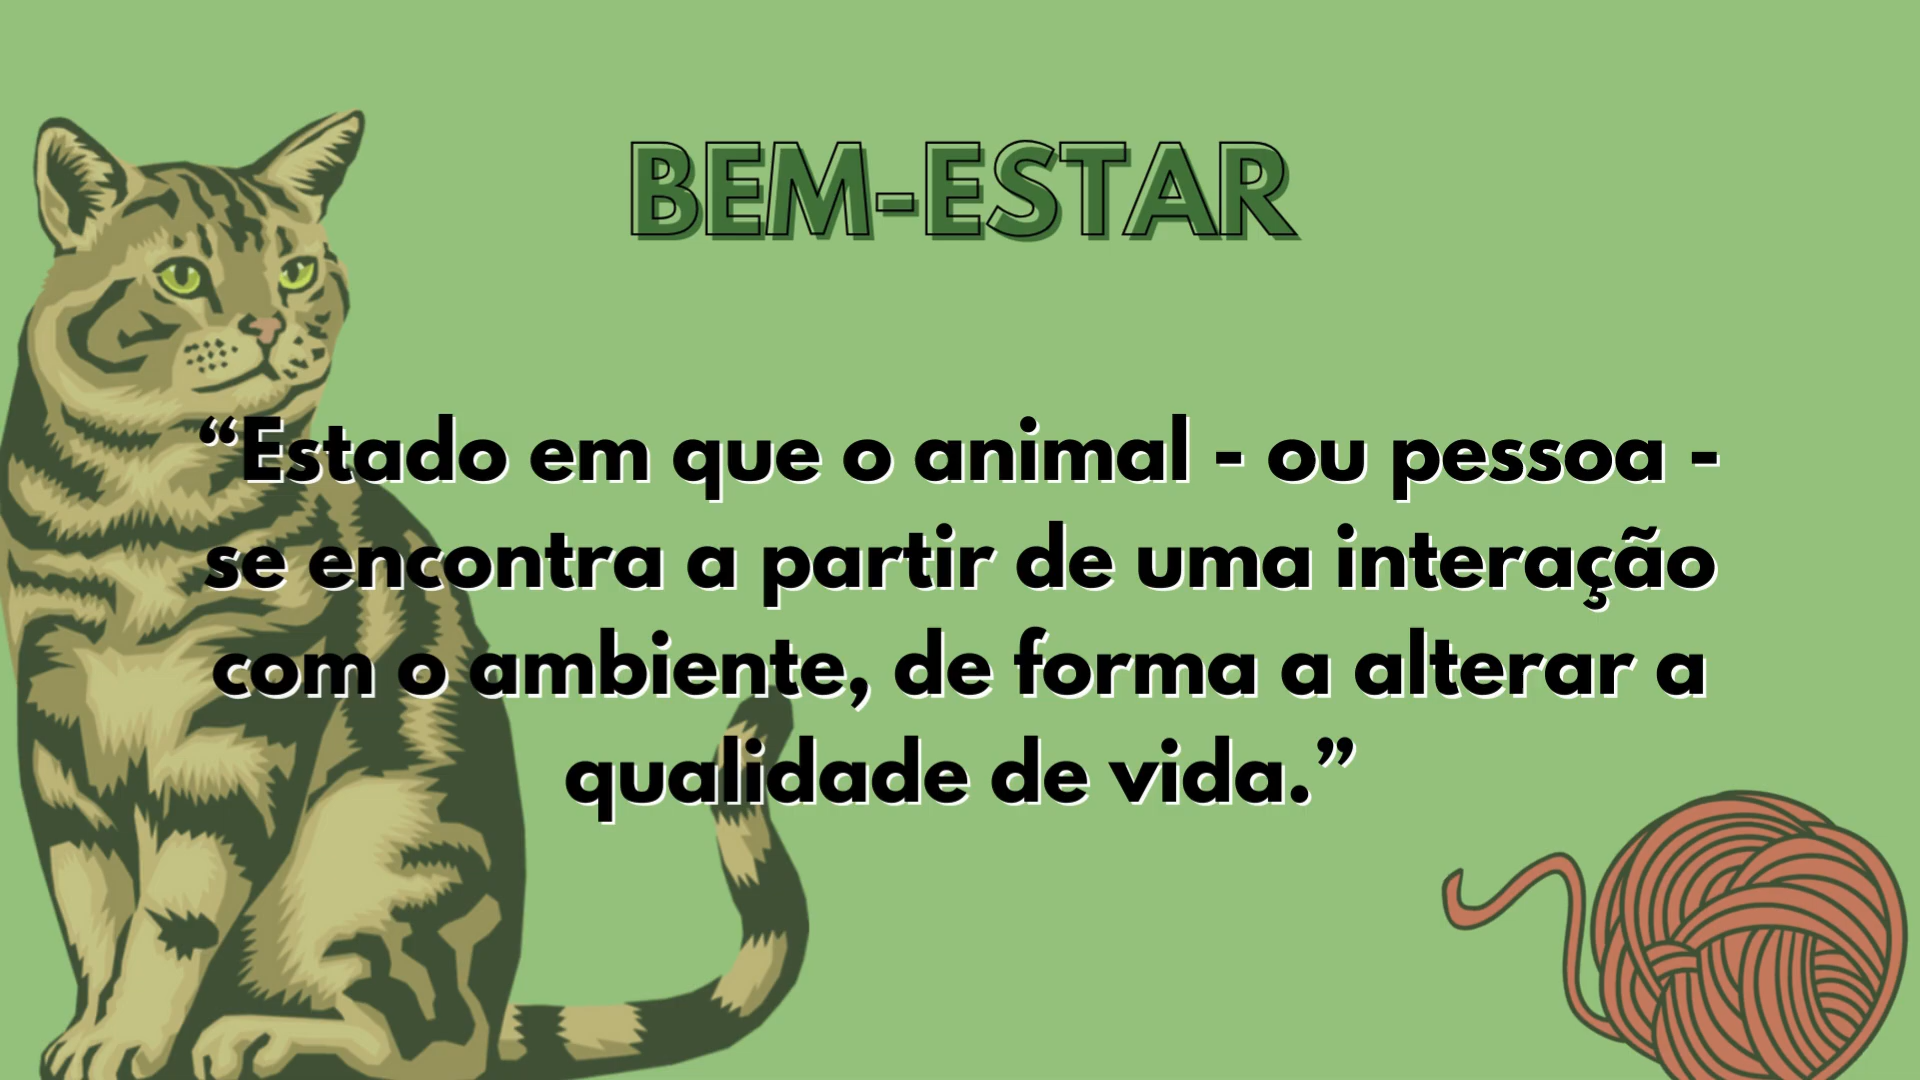 BEM-ESTAR
“Estado em que o animal - ou pessoa -
se encontra a partir de uma interação
com o ambiente, de forma a alterar a
qualidade de vida.”